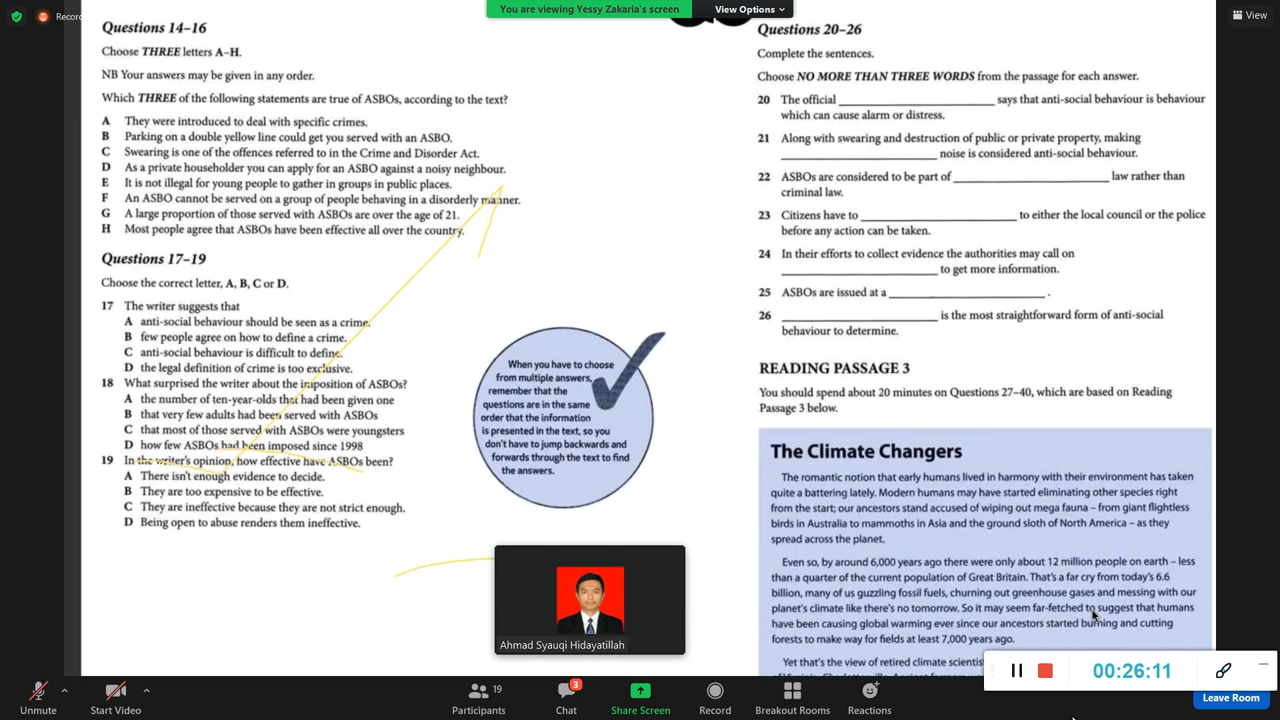 You are viewing Yessy Zakaria's screen
View Options
View
Questions 14–16
Choose THREE letters A–H.
NB Your answers may be given in any order.
Which THREE of the following statements are true of ASBOs, according to the text?
A They were introduced to deal with specific crimes.
B Parking on a double yellow line could get you served with an ASBO.
C Swearing is one of the offences referred to in the Crime and Disorder Act.
D As a private householder you can apply for an ASBO against a noisy neighbour.
E It is not illegal for young people to gather in groups in public places.
F An ASBO cannot be served on a group of people behaving in a disorderly manner.
G A large proportion of those served with ASBOs are over the age of 21.
H Most people agree that ASBOs have been effective all over the country.
Questions 17–19
Choose the correct letter, A, B, C or D.
17 The writer suggests that
A anti-social behaviour should be seen as a crime.
B few people agree on how to define a crime.
C anti-social behaviour is difficult to define.
D the legal definition of crime is too exclusive.
18 What surprised the writer about the imposition of ASBOs?
A the number of ten-year-olds that had been given one
B that very few adults had been served with ASBOs
C that most of those served with ASBOs were youngsters
D how few ASBOs had been imposed since 1998
19 In the writer's opinion, how effective have ASBOs been?
A There isn't enough evidence to decide.
B They are too expensive to be effective.
C They are ineffective because they are not strict enough.
D Being open to abuse renders them ineffective.
When you have to choose
from multiple answers,
remember that the
questions are in the same
order that the information
is presented in the text, so you
don't have to jump backwards and
forwards through the text to find
the answers.
Questions 20–26
Complete the sentences.
Choose NO MORE THAN THREE WORDS from the passage for each answer.
20 The official ____ says that anti-social behaviour is behaviour
which can cause alarm or distress.
21 Along with swearing and destruction of public or private property, making
____ noise is considered anti-social behaviour.
22 ASBOs are considered to be part of ____ law rather than
criminal law.
23 Citizens have to ____ to either the local council or the police
before any action can be taken.
24 In their efforts to collect evidence the authorities may call on
____ to get more information.
25 ASBOs are issued at a ____ .
26 ____ is the most straightforward form of anti-social
behaviour to determine.
READING PASSAGE 3
You should spend about 20 minutes on Questions 27–40, which are based on Reading
Passage 3 below.
The Climate Changers
The romantic notion that early humans lived in harmony with their environment has taken
quite a battering lately. Modern humans may have started eliminating other species right
from the start; our ancestors stand accused of wiping out mega fauna – from giant flightless
birds in Australia to mammoths in Asia and the ground sloth of North America – as they
spread across the planet.
Even so, by around 6,000 years ago there were only about 12 million people on earth – less
than a quarter of the current population of Great Britain. That's a far cry from today's 6.6
billion, many of us guzzling fossil fuels, churning out greenhouse gases and messing with our
planet's climate like there's no tomorrow. So it may seem far-fetched to suggest that humans
have been causing global warming ever since our ancestors started burning and cutting
forests to make way for fields at least 7,000 years ago.
Yet that's the view of retired climate
Ahmad Syauqi Hidayatillah
00:26:11
Unmute
Start Video
19
Participants
3
Chat
Share Screen
Record
Breakout Rooms
Reactions
Leave Room